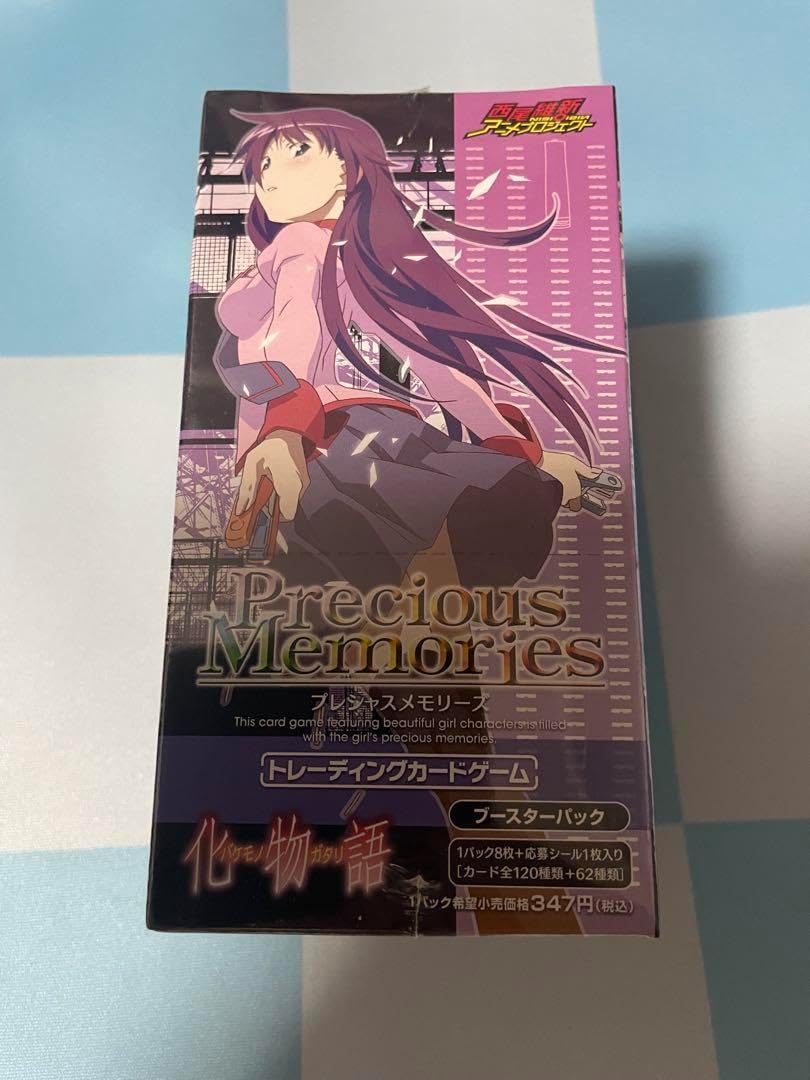 西尾維新
NISIOISIN
アニメプロジェクト
Precious
Memories
プレシャスメモリーズ
This card game featuring beautiful girl characters is filled
with the girl's precious memories.
トレーディングカードゲーム
ブースターパック
化物語
バケモノガタリ
1パック8枚+応募シール1枚入り
[カード全120種類+62種類]
1パック希望小売価格347円(税込)